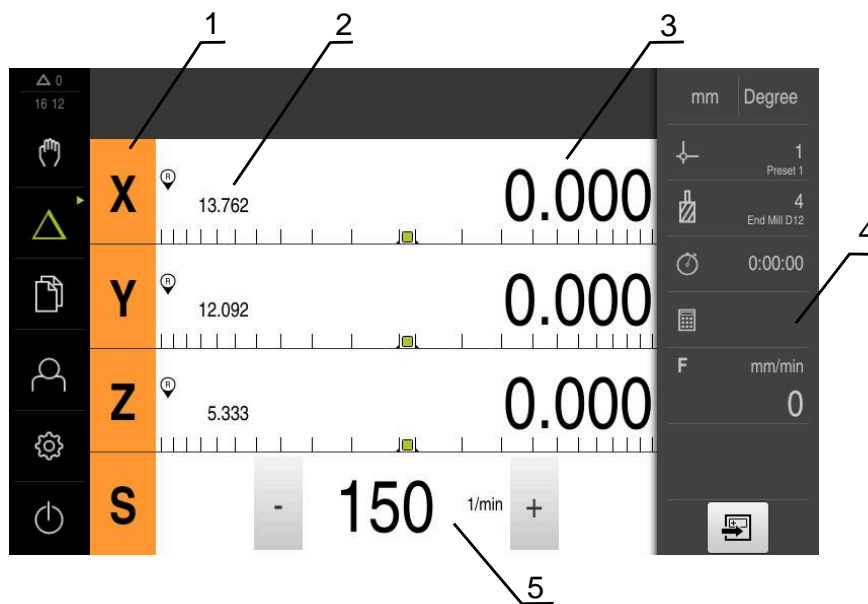 1
2
3
△ 0
16 12
mm Degree
1
Preset 1
X
R
13.762
0.000
4
End Mill D12
4
0:00:00
Y
R
12.092
0.000
F mm/min
0
Z
R
5.333
0.000
S
- 150 1/min +
5